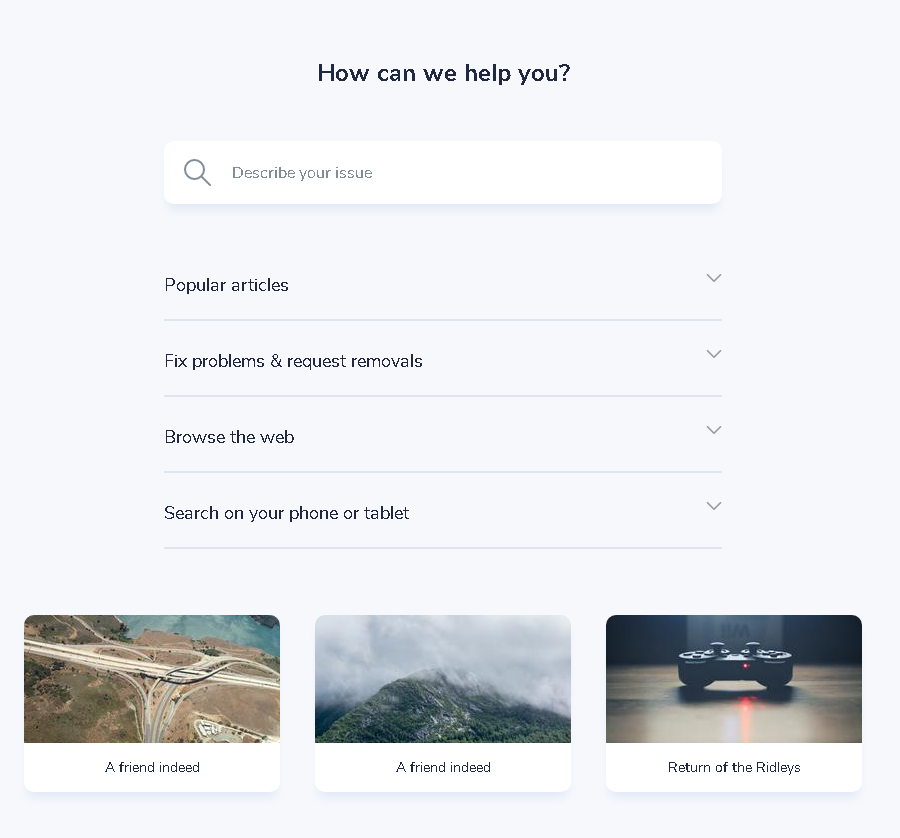 How can we help you?
Describe your issue
Popular articles
Fix problems & request removals
Browse the web
Search on your phone or tablet
A friend indeed
A friend indeed
Return of the Ridleys